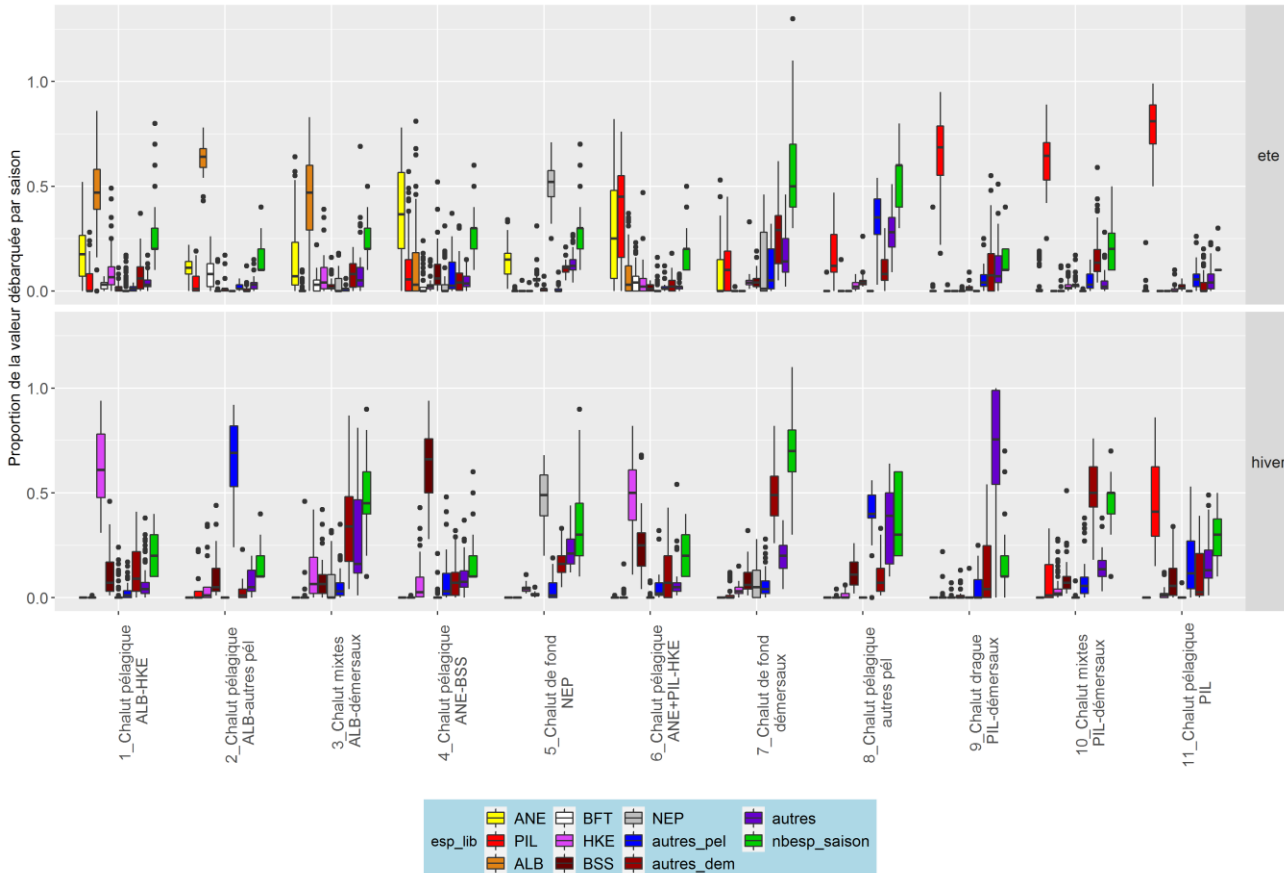 Proportion de la valeur débarquée par saison
1.0
0.5
0.0
ete
1.0
0.5
0.0
hiver
1_Chalut pélagique
ALB-HKE
2_Chalut pélagique
ALB-autres pél
3_Chalut mixtes
ALB-démersaux
4_Chalut pélagique
ANE-BSS
5_Chalut de fond
NEP
6_Chalut pélagique
ANE+PIL-HKE
7_Chalut de fond
démersaux
8_Chalut pélagique
autres pél
9_Chalut drague
PIL-démersaux
10_Chalut mixtes
PIL-démersaux
11_Chalut pélagique
PIL
esp_lib
ANE
PIL
ALB
BFT
HKE
BSS
NEP
autres_pel
autres_dem
autres
nbesp_saison